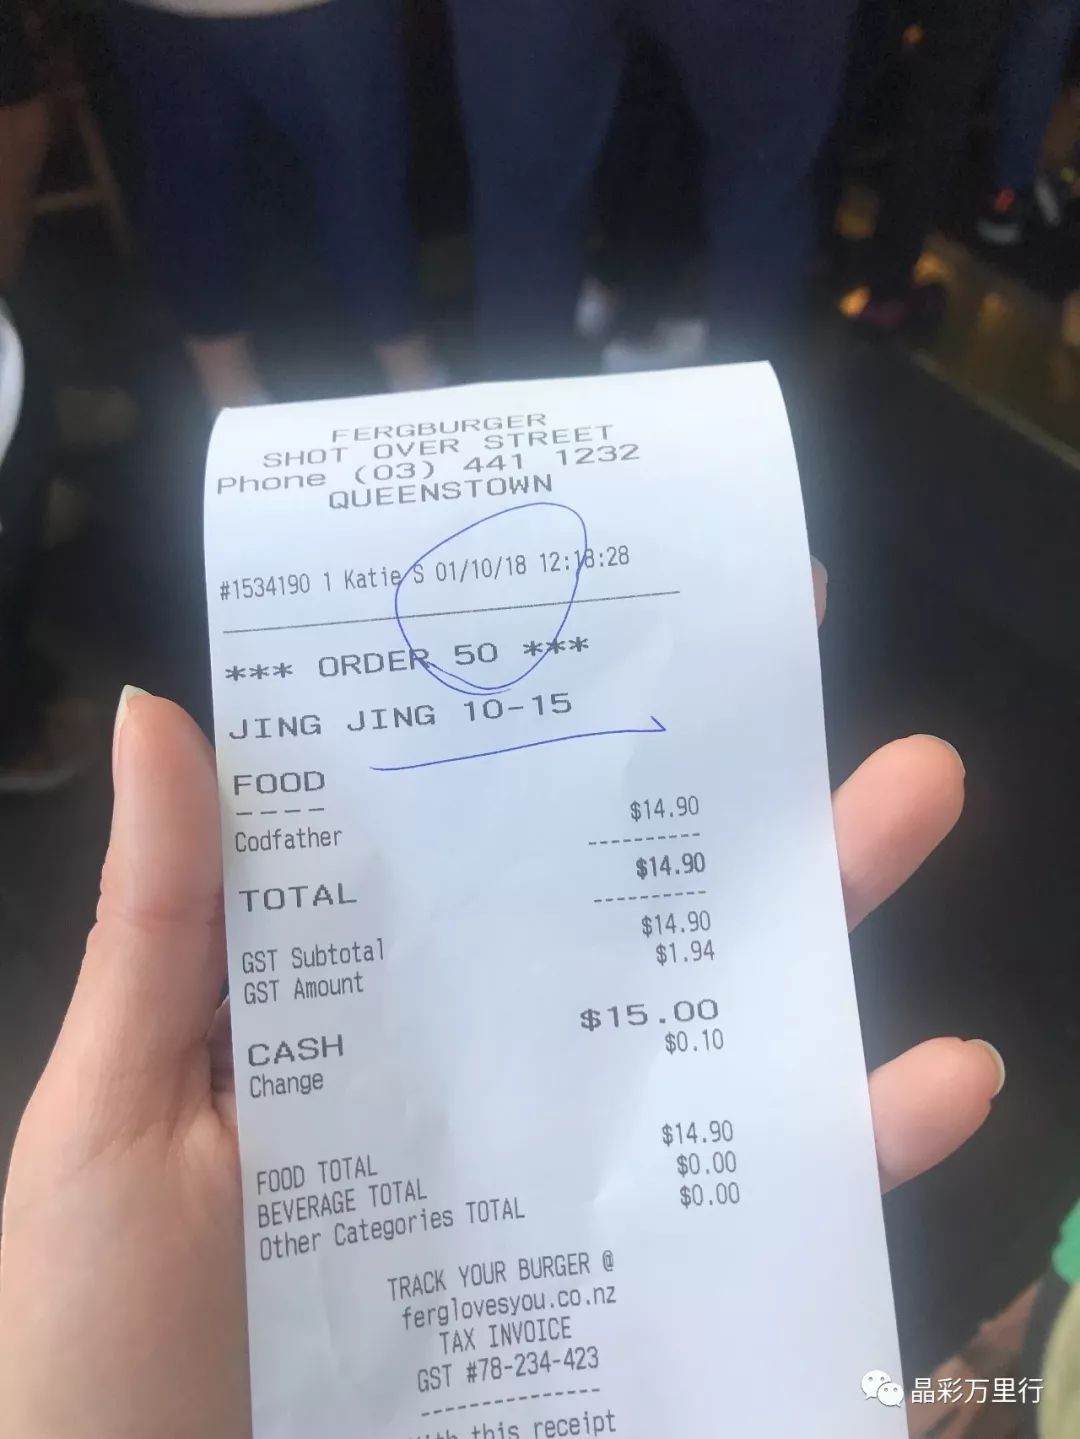 FERGBURGER
SHOT OVER STREET
Phone (03) 441 1232
QUEENSTOWN
#1534190 1 Katie S 01/10/18 12:18:28
*** ORDER 50 ***
JING JING 10-15
FOOD
----
Codfather $14.90
----------
TOTAL $14.90
----------
GST Subtotal $14.90
GST Amount $1.94
CASH $15.00
Change $0.10
FOOD TOTAL $14.90
BEVERAGE TOTAL $0.00
Other Categories TOTAL $0.00
TRACK YOUR BURGER @
ferglovesyou.co.nz
TAX INVOICE
GST #78-234-423
---------------
this receipt
晶彩万里行